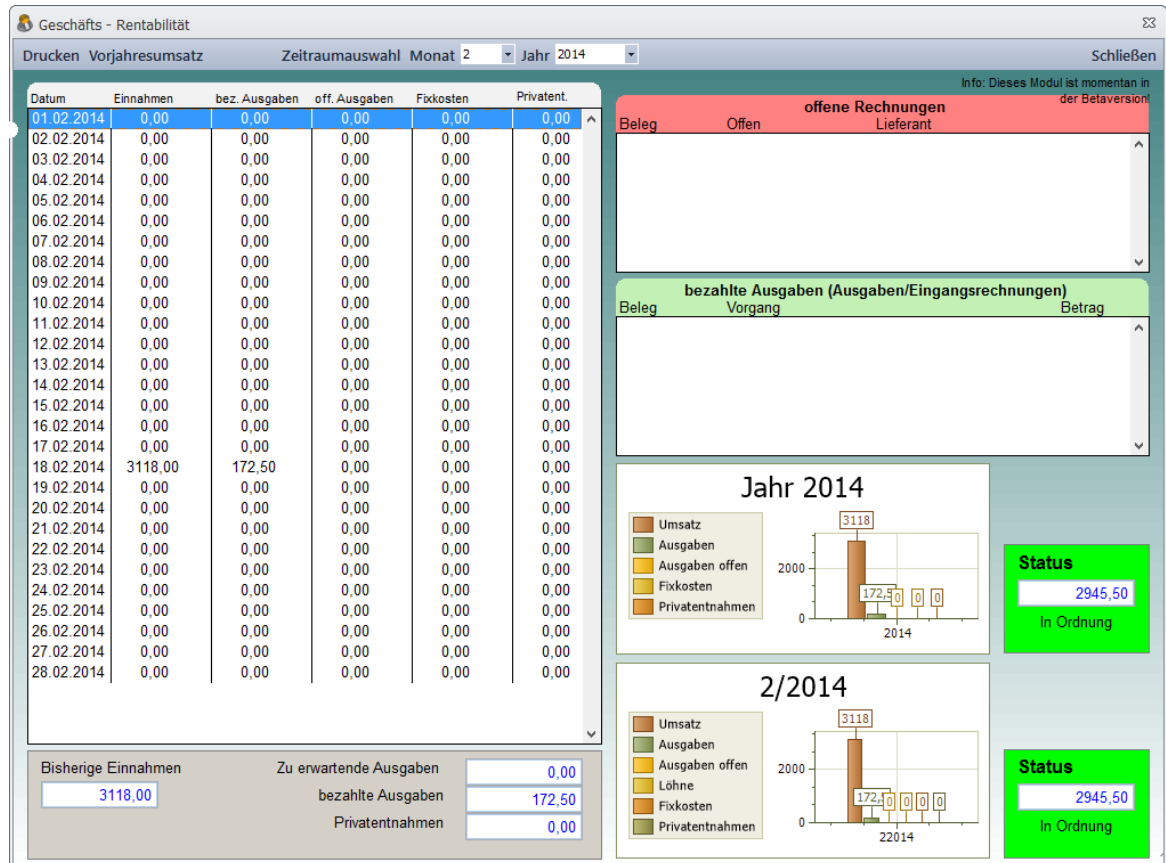 Geschäfts - Rentabilität
Drucken Vorjahresumsatz Zeitraumauswahl Monat 2 Jahr 2014 Schließen
Info: Dieses Modul ist momentan in
der Betaversion!
Datum Einnahmen bez. Ausgaben off. Ausgaben Fixkosten Privatent.
01.02.2014 0,00 0,00 0,00 0,00 0,00
02.02.2014 0,00 0,00 0,00 0,00 0,00
03.02.2014 0,00 0,00 0,00 0,00 0,00
04.02.2014 0,00 0,00 0,00 0,00 0,00
05.02.2014 0,00 0,00 0,00 0,00 0,00
06.02.2014 0,00 0,00 0,00 0,00 0,00
07.02.2014 0,00 0,00 0,00 0,00 0,00
08.02.2014 0,00 0,00 0,00 0,00 0,00
09.02.2014 0,00 0,00 0,00 0,00 0,00
10.02.2014 0,00 0,00 0,00 0,00 0,00
11.02.2014 0,00 0,00 0,00 0,00 0,00
12.02.2014 0,00 0,00 0,00 0,00 0,00
13.02.2014 0,00 0,00 0,00 0,00 0,00
14.02.2014 0,00 0,00 0,00 0,00 0,00
15.02.2014 0,00 0,00 0,00 0,00 0,00
16.02.2014 0,00 0,00 0,00 0,00 0,00
17.02.2014 0,00 0,00 0,00 0,00 0,00
18.02.2014 3118,00 172,50 0,00 0,00 0,00
19.02.2014 0,00 0,00 0,00 0,00 0,00
20.02.2014 0,00 0,00 0,00 0,00 0,00
21.02.2014 0,00 0,00 0,00 0,00 0,00
22.02.2014 0,00 0,00 0,00 0,00 0,00
23.02.2014 0,00 0,00 0,00 0,00 0,00
24.02.2014 0,00 0,00 0,00 0,00 0,00
25.02.2014 0,00 0,00 0,00 0,00 0,00
26.02.2014 0,00 0,00 0,00 0,00 0,00
27.02.2014 0,00 0,00 0,00 0,00 0,00
28.02.2014 0,00 0,00 0,00 0,00 0,00
Bisherige Einnahmen
3118,00
Zu erwartende Ausgaben 0,00
bezahlte Ausgaben 172,50
Privatentnahmen 0,00
offene Rechnungen
Beleg Offen Lieferant
bezahlte Ausgaben (Ausgaben/Eingangsrechnungen)
Beleg Vorgang Betrag
Jahr 2014
Umsatz
Ausgaben
Ausgaben offen
Fixkosten
Privatentnahmen
3118
2000
172,5 0 0 0
0
2014
Status
2945,50
In Ordnung
2/2014
Umsatz
Ausgaben
Ausgaben offen
Löhne
Fixkosten
Privatentnahmen
3118
2000
172, 0 0 0 0
0
22014
Status
2945,50
In Ordnung